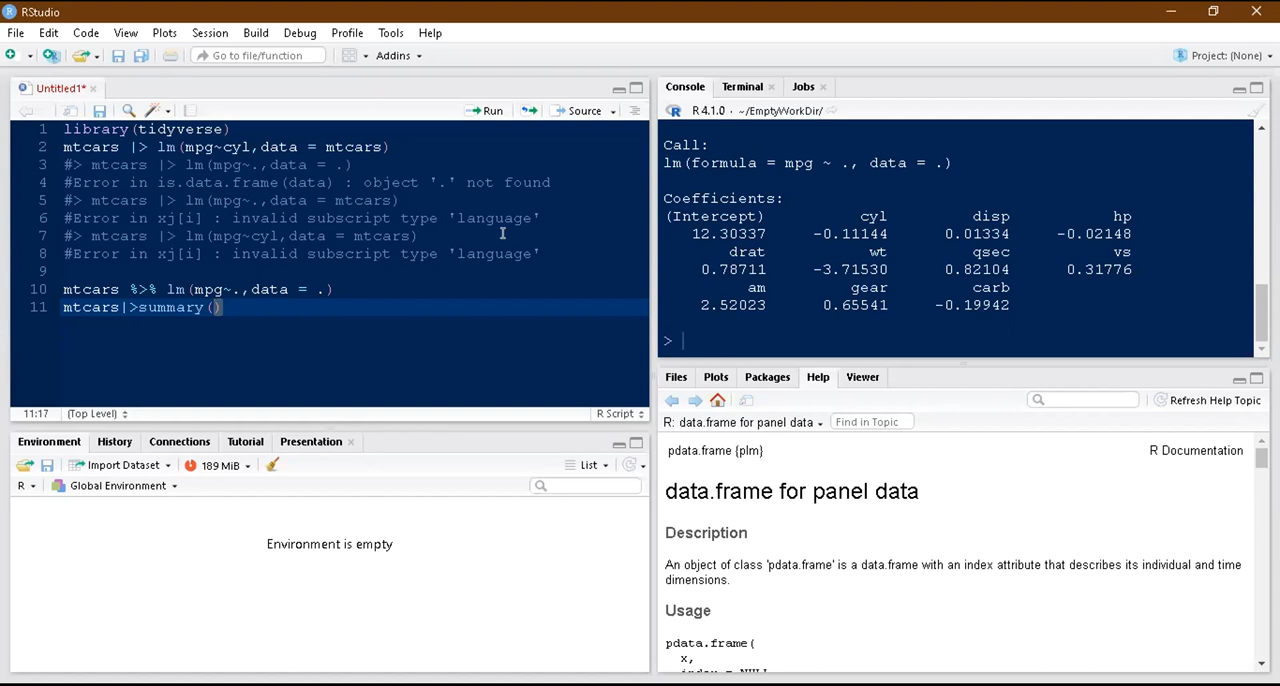 RStudio
File Edit Code View Plots Session Build Debug Profile Tools Help
Go to file/function Addins Project: (None)
Untitled1*
Run Source
1 library(tidyverse)
2 mtcars |> lm(mpg~cyl,data = mtcars)
3 #> mtcars |> lm(mpg~.,data = .)
4 #Error in is.data.frame(data) : object '.' not found
5 #> mtcars |> lm(mpg~.,data = mtcars)
6 #Error in xj[i] : invalid subscript type 'language'
7 #> mtcars |> lm(mpg~cyl,data = mtcars)
8 #Error in xj[i] : invalid subscript type 'language'
9
10 mtcars %>% lm(mpg~.,data = .)
11 mtcars|>summary()
11:17 (Top Level) R Script
Environment History Connections Tutorial Presentation
Import Dataset 189 MiB List
R Global Environment
Environment is empty
Console Terminal Jobs
R 4.1.0 · ~/EmptyWorkDir/
Call:
lm(formula = mpg ~ ., data = .)
Coefficients:
(Intercept) cyl disp hp
12.30337 -0.11144 0.01334 -0.02148
drat wt qsec vs
0.78711 -3.71530 0.82104 0.31776
am gear carb
2.52023 0.65541 -0.19942
>
Files Plots Packages Help Viewer
Refresh Help Topic
R: data.frame for panel data Find in Topic
pdata.frame {plm} R Documentation
data.frame for panel data
Description
An object of class 'pdata.frame' is a data.frame with an index attribute that describes its individual and time
dimensions.
Usage
pdata.frame(
x,
index = NULL,